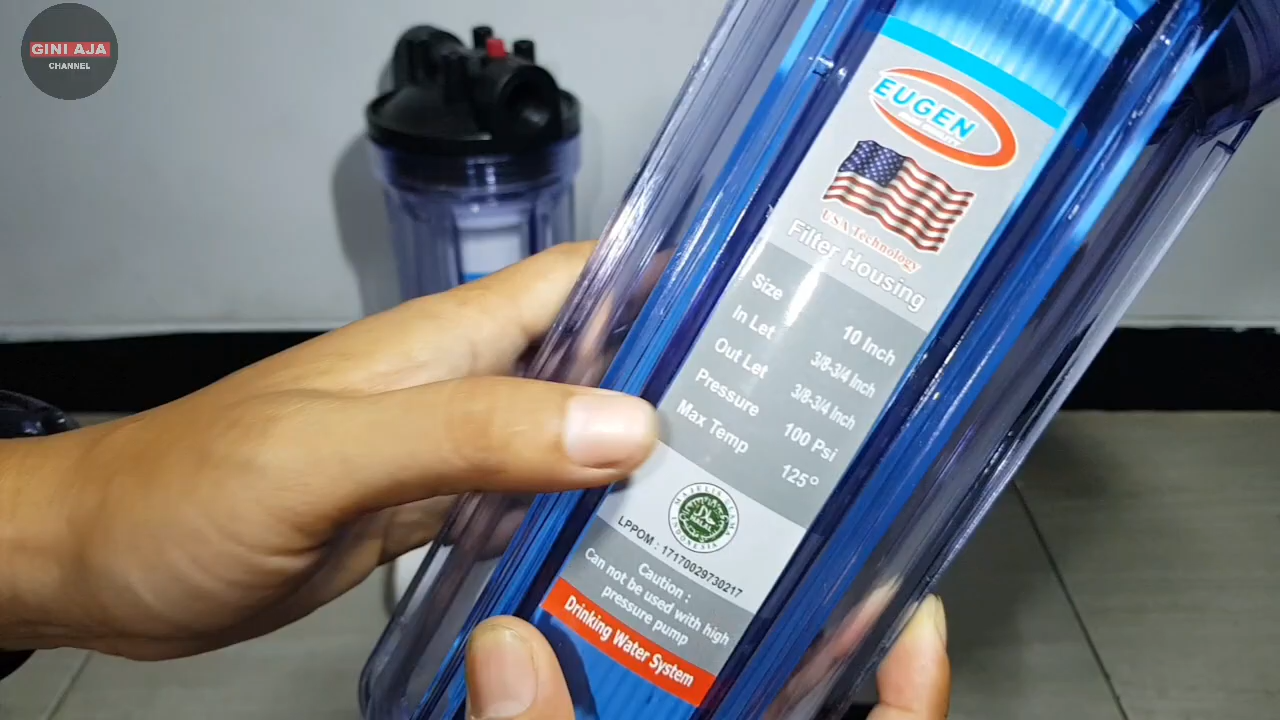 GINI AJA
CHANNEL
EUGEN
USA Technology
Filter Housing
Size 10 Inch
In Let 3/8-3/4 Inch
Out Let 3/8-3/4 Inch
Pressure 100 Psi
Max Temp 125°
HALAL
INDONESIA
LPPOM : 17170029730217
Caution :
Can not be used with high
pressure pump
Drinking Water System